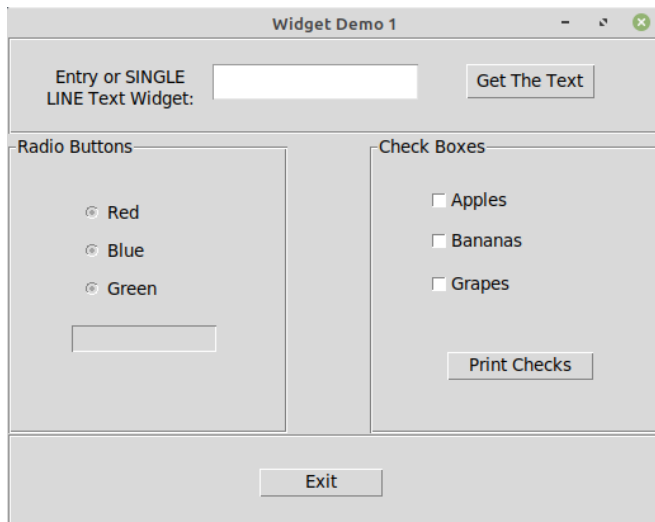 Widget Demo 1
Entry or SINGLE
LINE Text Widget:
Get The Text
Radio Buttons
Red
Blue
Green
Check Boxes
Apples
Bananas
Grapes
Print Checks
Exit